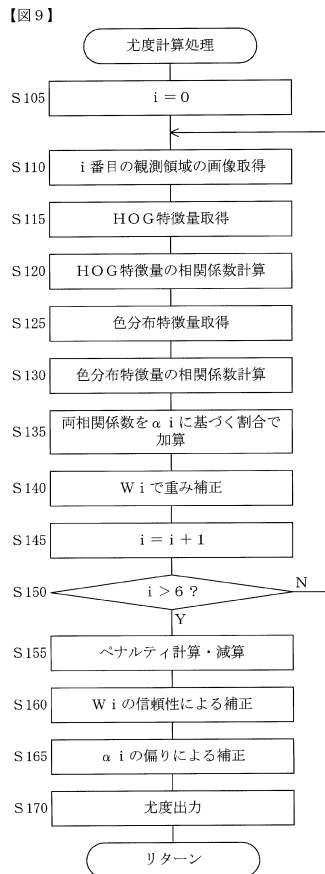 【図９】
尤度計算処理
Ｓ１０５ ｉ＝０
Ｓ１１０ ｉ番目の観測領域の画像取得
Ｓ１１５ ＨＯＧ特徴量取得
Ｓ１２０ ＨＯＧ特徴量の相関係数計算
Ｓ１２５ 色分布特徴量取得
Ｓ１３０ 色分布特徴量の相関係数計算
Ｓ１３５ 両相関係数をαｉに基づく割合で
加算
Ｓ１４０ Ｗｉで重み補正
Ｓ１４５ ｉ＝ｉ＋１
Ｓ１５０ ｉ＞６？ Ｎ
Ｙ
Ｓ１５５ ペナルティ計算・減算
Ｓ１６０ Ｗｉの信頼性による補正
Ｓ１６５ αｉの偏りによる補正
Ｓ１７０ 尤度出力
リターン